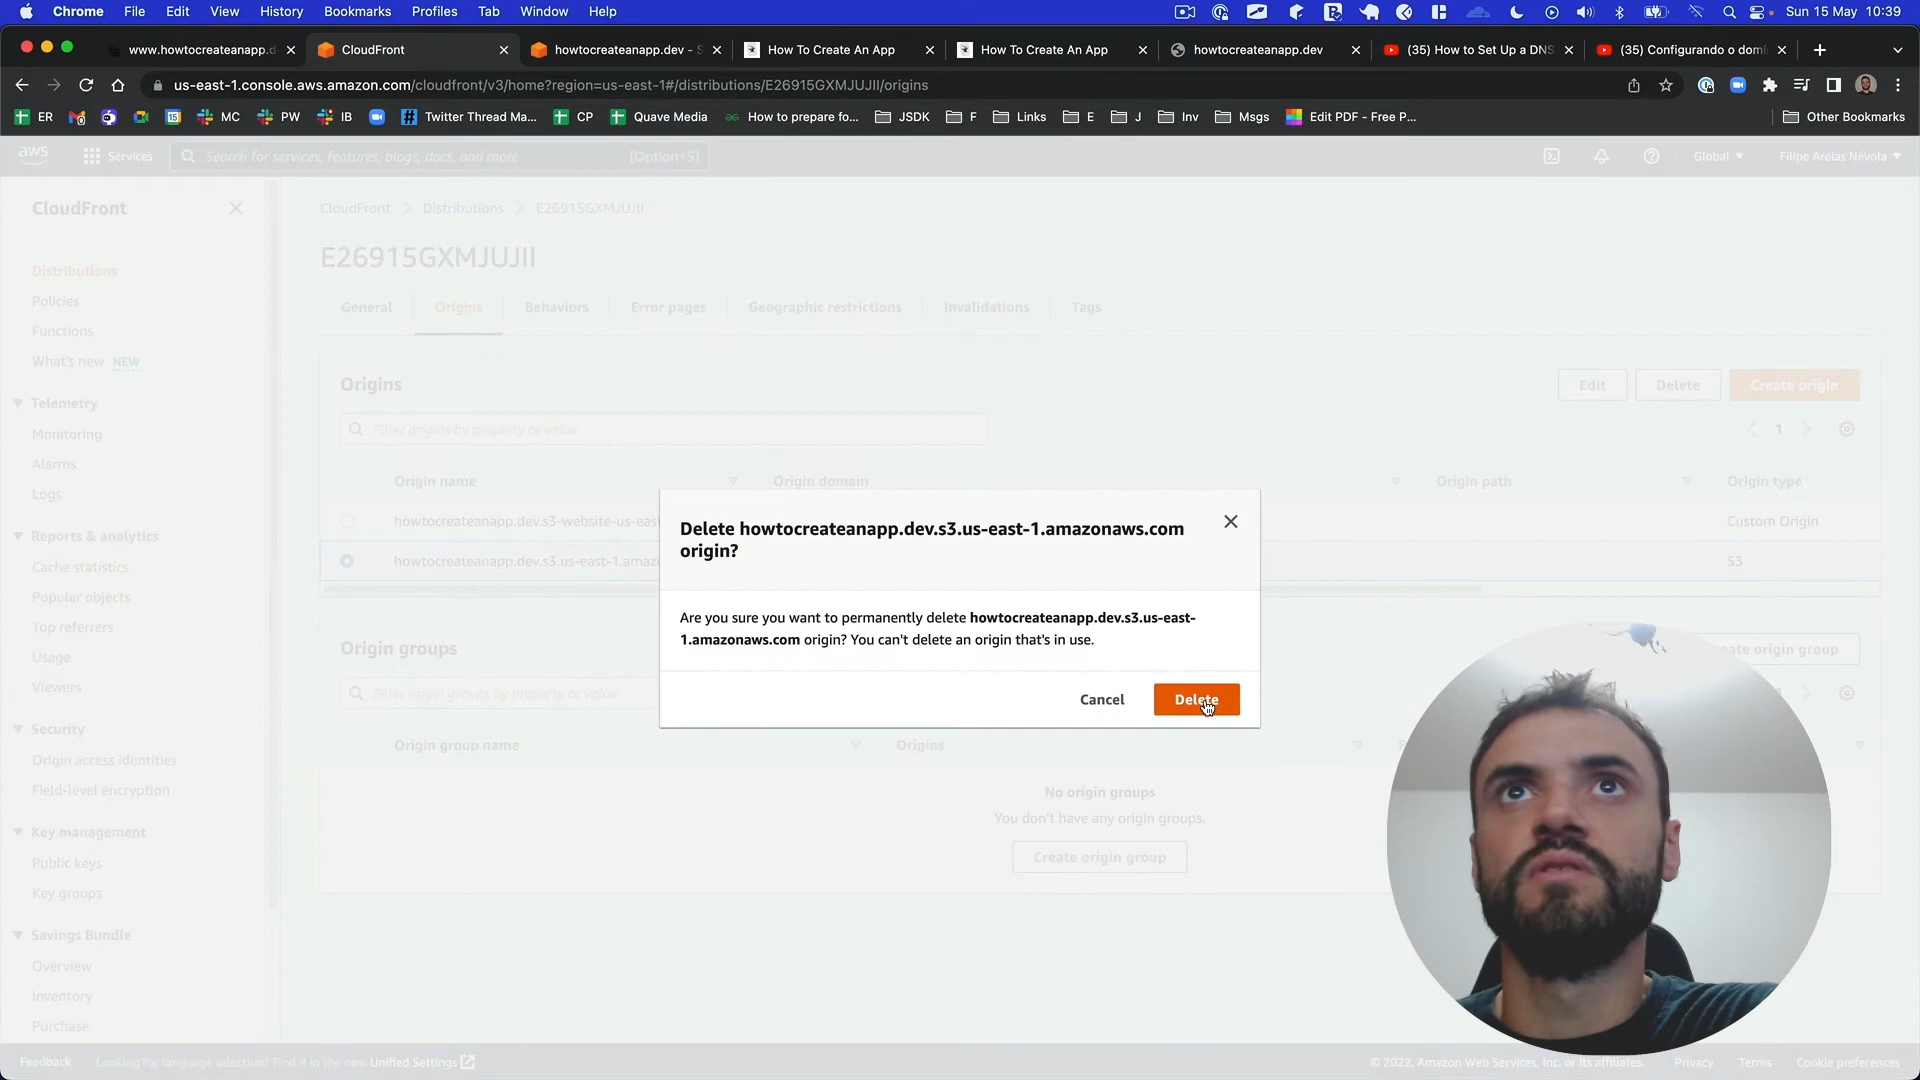 Chrome File Edit View History Bookmarks Profiles Tab Window Help Sun 15 May 10:39
www.howtocreateanapp.d CloudFront howtocreateanapp.dev - S How To Create An App How To Create An App howtocreateanapp.dev (35) How to Set Up a DNS (35) Configurando o domí
us-east-1.console.aws.amazon.com/cloudfront/v3/home?region=us-east-1#/distributions/E26915GXMJUJII/origins
ER MC PW IB Twitter Thread Ma... CP Quave Media How to prepare fo... JSDK F Links E J Inv Msgs Edit PDF - Free P... Other Bookmarks
aws Services Search for services, features, blogs, docs, and more [Option+S] Global Filipe Areias Névola
CloudFront
CloudFront Distributions E26915GXMJUJII
E26915GXMJUJII
Distributions
Policies
Functions
What's new NEW
Telemetry
Monitoring
Alarms
Logs
Reports & analytics
Cache statistics
Popular objects
Top referrers
Usage
Viewers
Security
Origin access identities
Field-level encryption
Key management
Public keys
Key groups
Savings Bundle
Overview
Inventory
Purchase
General Origins Behaviors Error pages Geographic restrictions Invalidations Tags
Origins Edit Delete Create origin
Filter origins by property or value 1
Origin name Origin domain Origin path Origin type
howtocreateanapp.dev.s3-website-us-east Custom Origin
howtocreateanapp.dev.s3.us-east-1.amaz S3
Delete howtocreateanapp.dev.s3.us-east-1.amazonaws.com
origin?
Are you sure you want to permanently delete howtocreateanapp.dev.s3.us-east-
1.amazonaws.com origin? You can't delete an origin that's in use.
Cancel Delete
Origin groups ate origin group
Filter origin groups by property or value
Origin group name Origins
No origin groups
You don't have any origin groups.
Create origin group
Feedback Looking for language selection? Find it in the new Unified Settings © 2022, Amazon Web Services, Inc. or its affiliates. Privacy Terms Cookie preferences